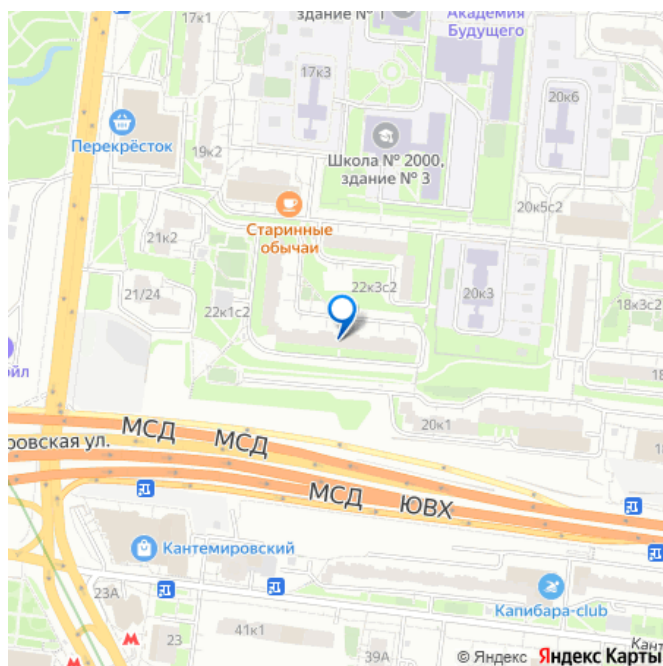 17к1
здание № 1
Академия
Будущего
17к3
20к6
Перекрёсток
19к2
Школа № 2000,
здание № 3
20к5с2
Старинные
обычаи
21к2
22к3с2
21/24
22к1с2
20к3
18к3с2
ойл
20к1
МСД
МСД
ровская ул.
МСД
ЮВХ
Кантемировский
23А
Капибара-club
23
41к1
39А
Кант
© Яндекс Яндекс Карты